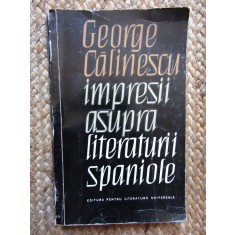 George
Călinescu
impresii
asupra
literaturii
spaniole
EDITURA PENTRU LITERATURA UNIVERSALĂ